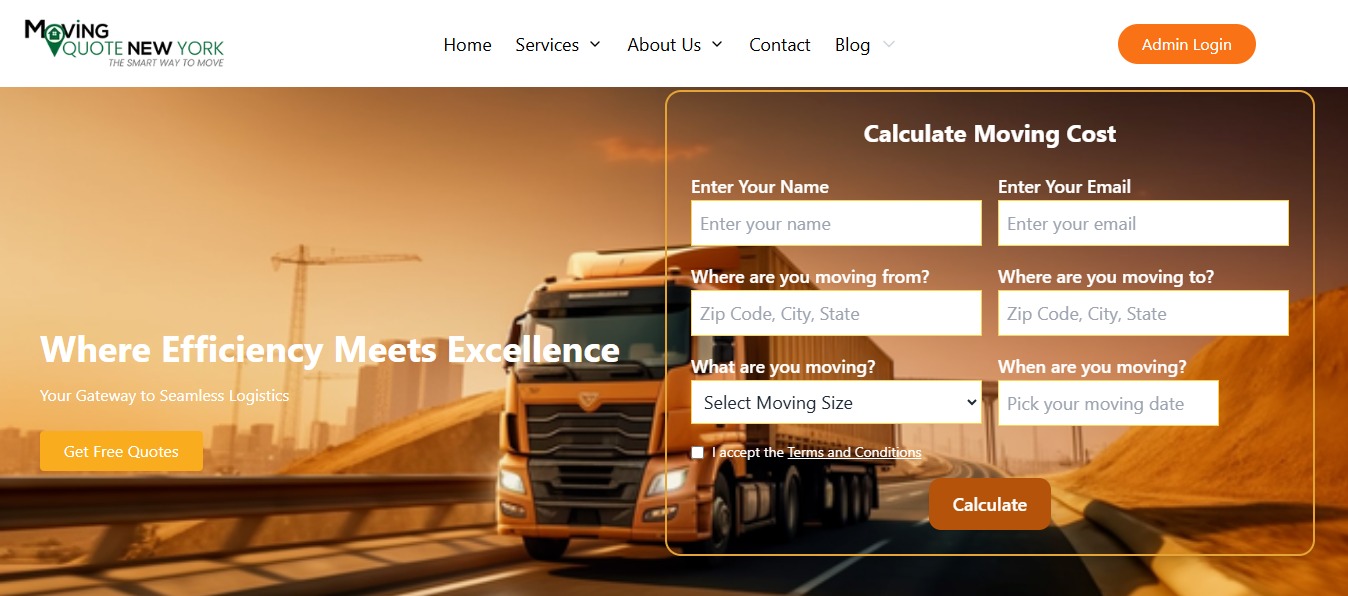 MOVING
QUOTE NEW YORK
THE SMART WAY TO MOVE
Home Services About Us Contact Blog
Admin Login
Where Efficiency Meets Excellence
Your Gateway to Seamless Logistics
Get Free Quotes
Calculate Moving Cost
Enter Your Name
Enter your name
Enter Your Email
Enter your email
Where are you moving from?
Zip Code, City, State
Where are you moving to?
Zip Code, City, State
What are you moving?
Select Moving Size
When are you moving?
Pick your moving date
I accept the Terms and Conditions
Calculate